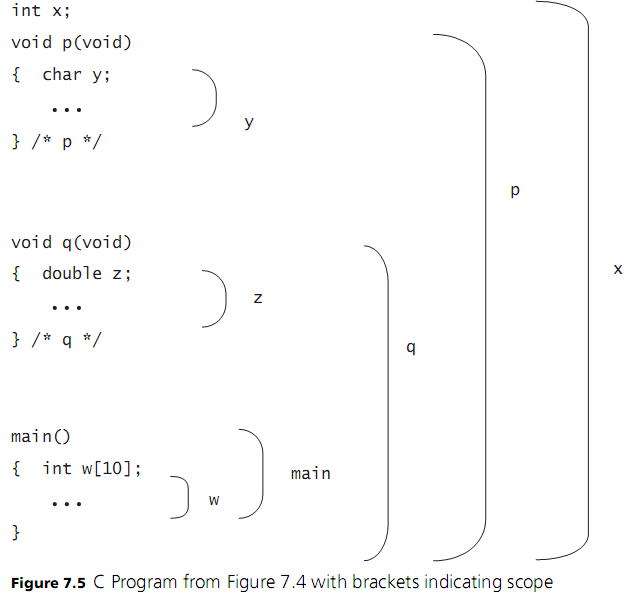 int x;
void p(void)
{  char y;
...
y
} /* p */
p
void q(void)
x
{  double z;
z
...
} /* q */
q
main()
{  int w[10];
main
...
w
}
Figure 7.5 C Program from Figure 7.4 with brackets indicating scope